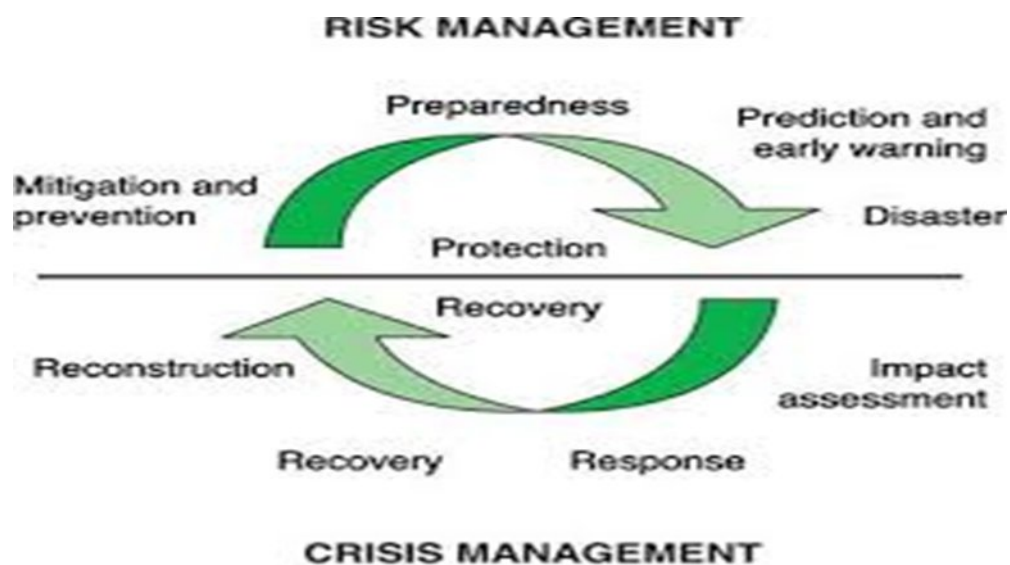 RISK MANAGEMENT
Preparedness
Prediction and
early warning
Mitigation and
prevention
Disaster
Protection
Recovery
Reconstruction
Impact
assessment
Recovery
Response
CRISIS MANAGEMENT